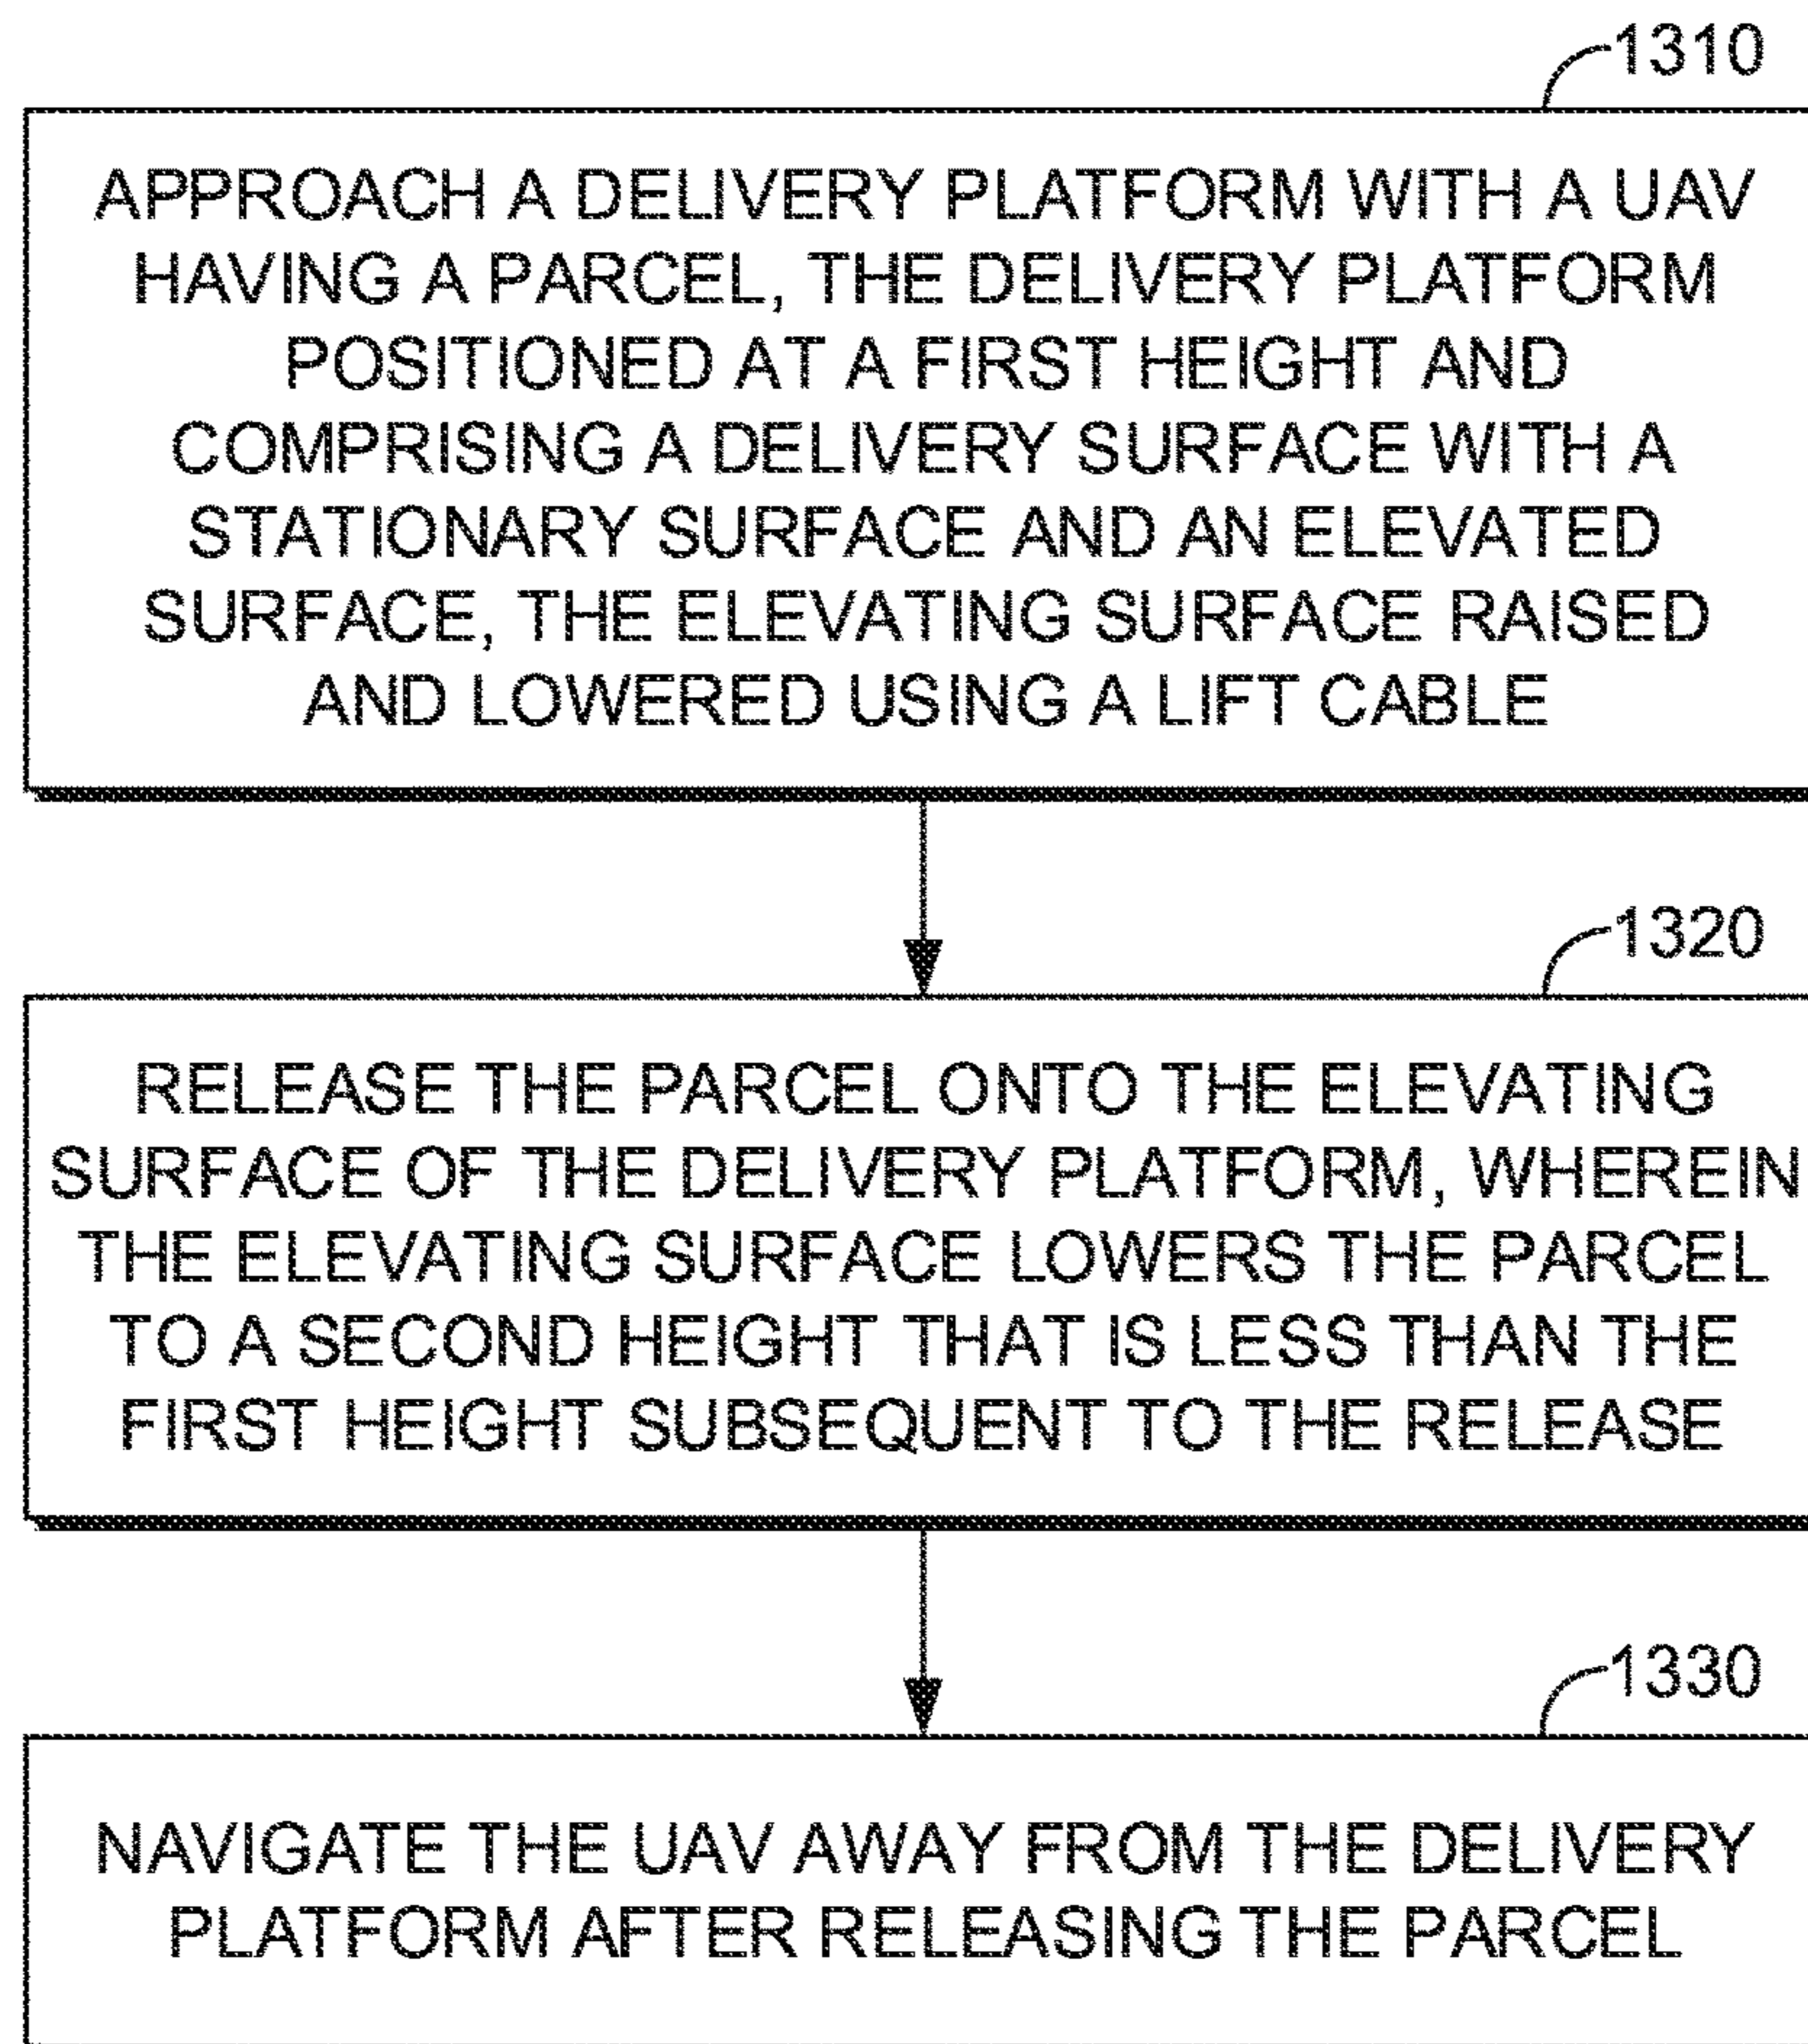 1310
APPROACH A DELIVERY PLATFORM WITH A UAV
HAVING A PARCEL, THE DELIVERY PLATFORM
POSITIONED AT A FIRST HEIGHT AND
COMPRISING A DELIVERY SURFACE WITH A
STATIONARY SURFACE AND AN ELEVATED
SURFACE, THE ELEVATING SURFACE RAISED
AND LOWERED USING A LIFT CABLE
1320
RELEASE THE PARCEL ONTO THE ELEVATING
SURFACE OF THE DELIVERY PLATFORM, WHEREIN
THE ELEVATING SURFACE LOWERS THE PARCEL
TO A SECOND HEIGHT THAT IS LESS THAN THE
FIRST HEIGHT SUBSEQUENT TO THE RELEASE
1330
NAVIGATE THE UAV AWAY FROM THE DELIVERY
PLATFORM AFTER RELEASING THE PARCEL